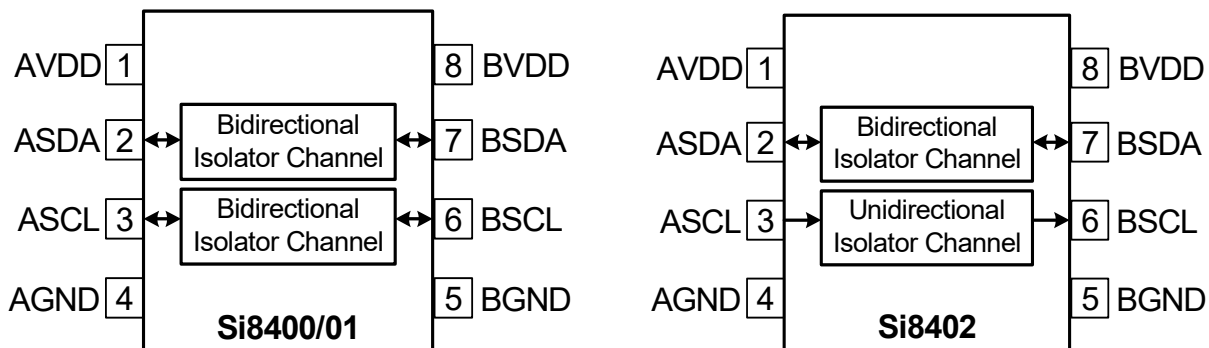 AVDD 1
8 BVDD
ASDA 2
Bidirectional
Isolator Channel
7 BSDA
ASCL 3
Bidirectional
Isolator Channel
6 BSCL
AGND 4
5 BGND
Si8400/01
AVDD 1
8 BVDD
ASDA 2
Bidirectional
Isolator Channel
7 BSDA
ASCL 3
Unidirectional
Isolator Channel
6 BSCL
AGND 4
5 BGND
Si8402